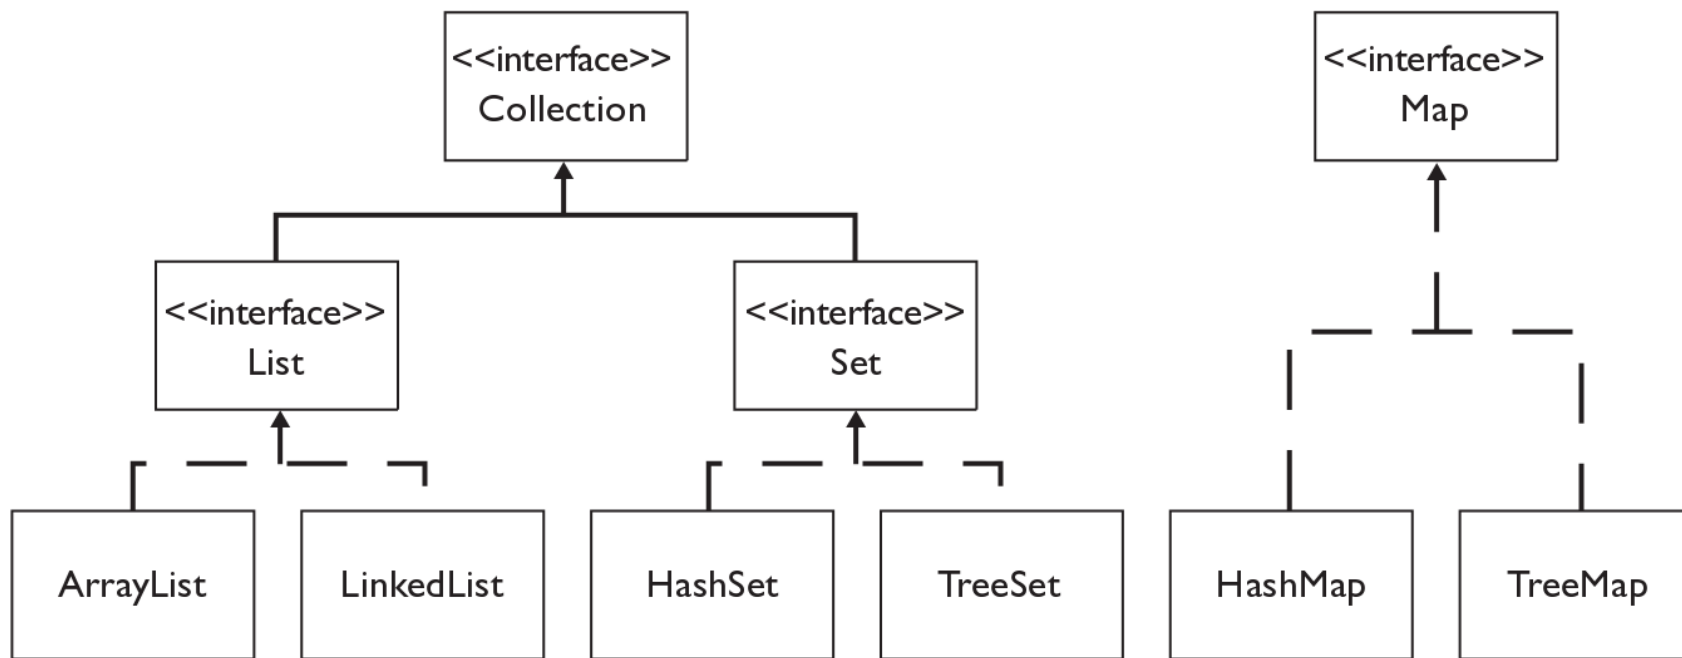 <<interface>>
Collection
<<interface>>
Map
<<interface>>
List
<<interface>>
Set
ArrayList
LinkedList
HashSet
TreeSet
HashMap
TreeMap